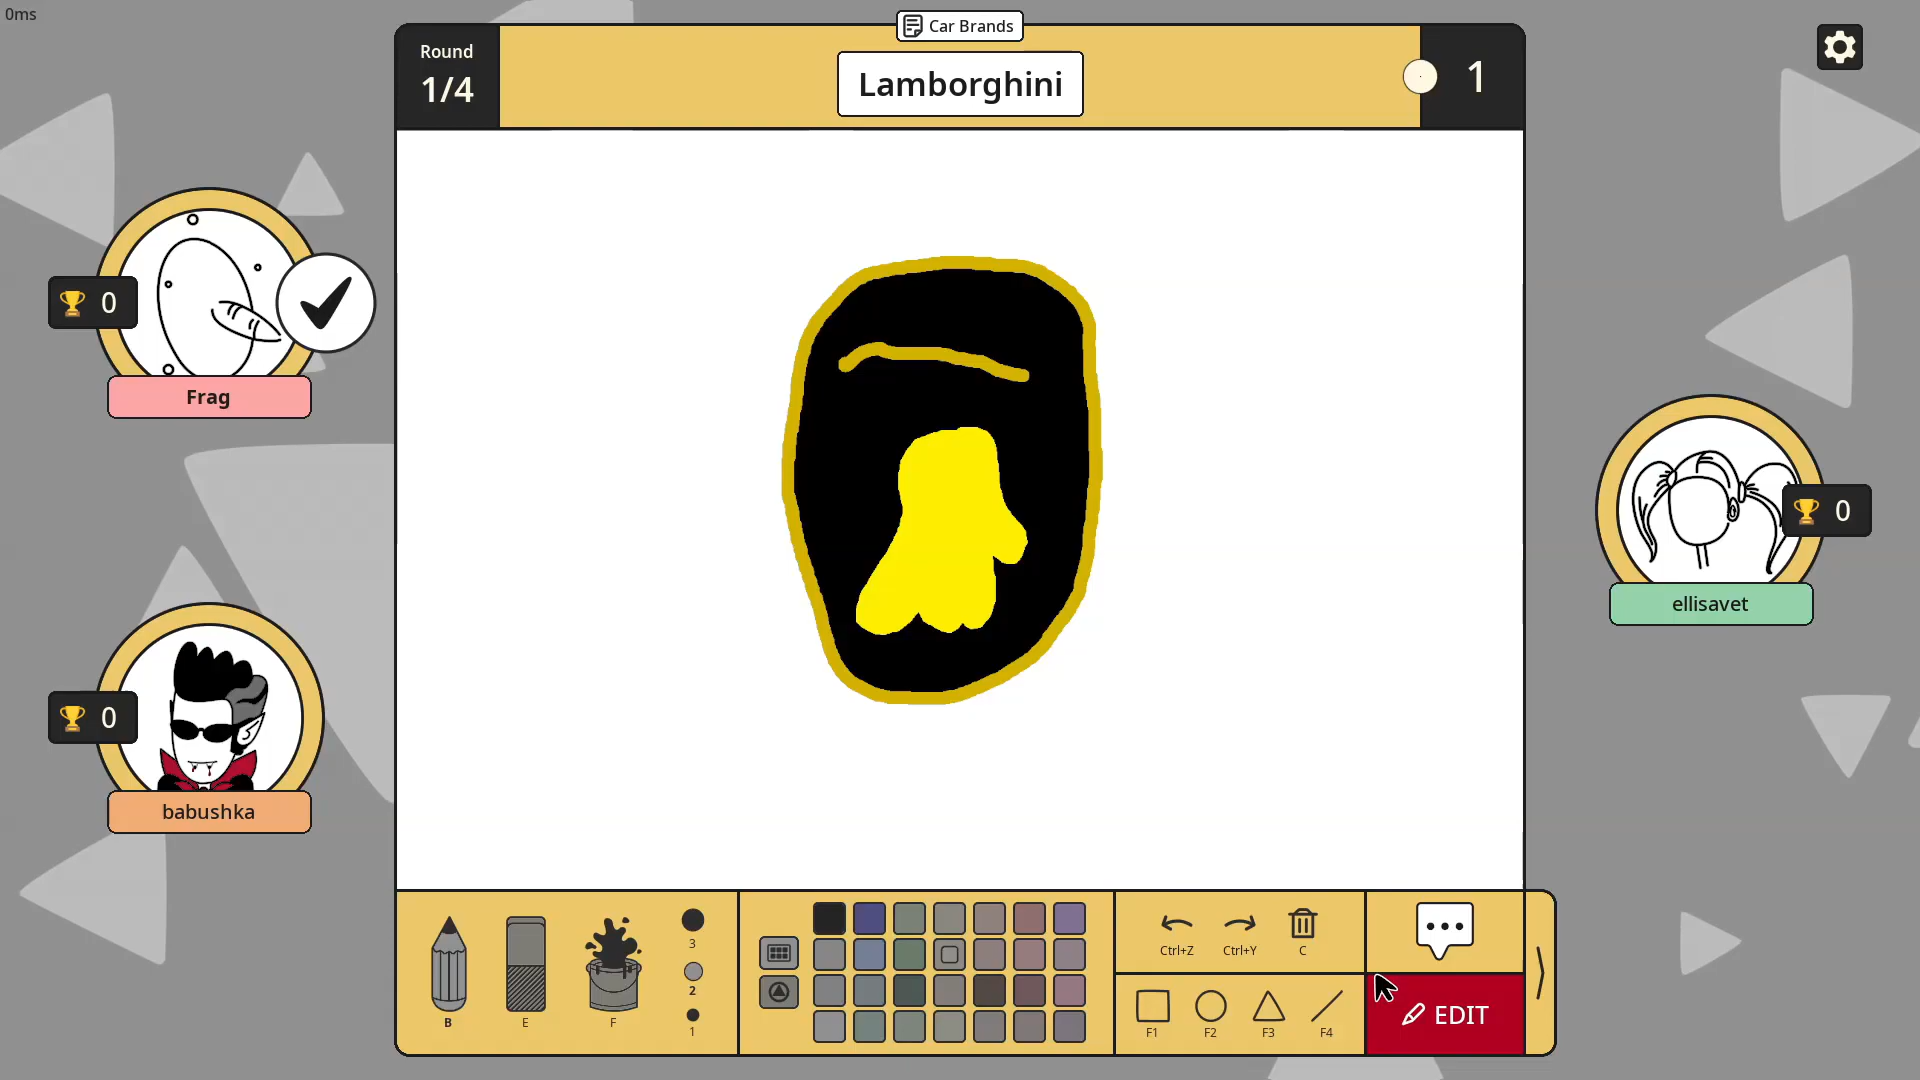 0ms
Car Brands
Round
1/4
Lamborghini
1
0
Frag
0
babushka
0
ellisavet
B
E
F
3
2
1
Ctrl+Z
Ctrl+Y
C
F1
F2
F3
F4
EDIT